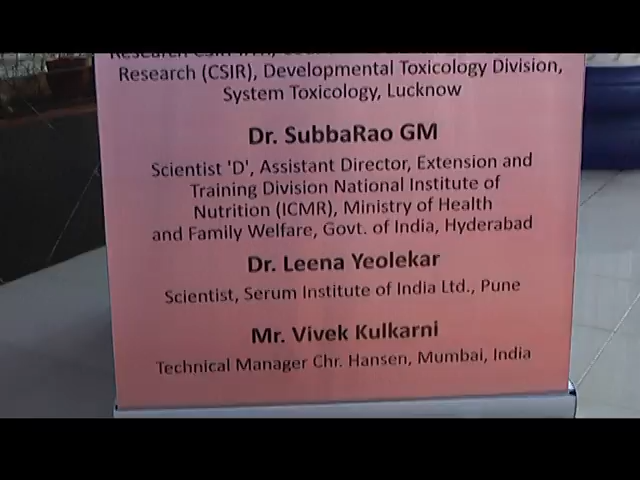 Research (CSIR), Developmental Toxicology Division,
System Toxicology, Lucknow
Dr. SubbaRao GM
Scientist 'D', Assistant Director, Extension and
Training Division National Institute of
Nutrition (ICMR), Ministry of Health
and Family Welfare, Govt. of India, Hyderabad
Dr. Leena Yeolekar
Scientist, Serum Institute of India Ltd., Pune
Mr. Vivek Kulkarni
Technical Manager Chr. Hansen, Mumbai, India